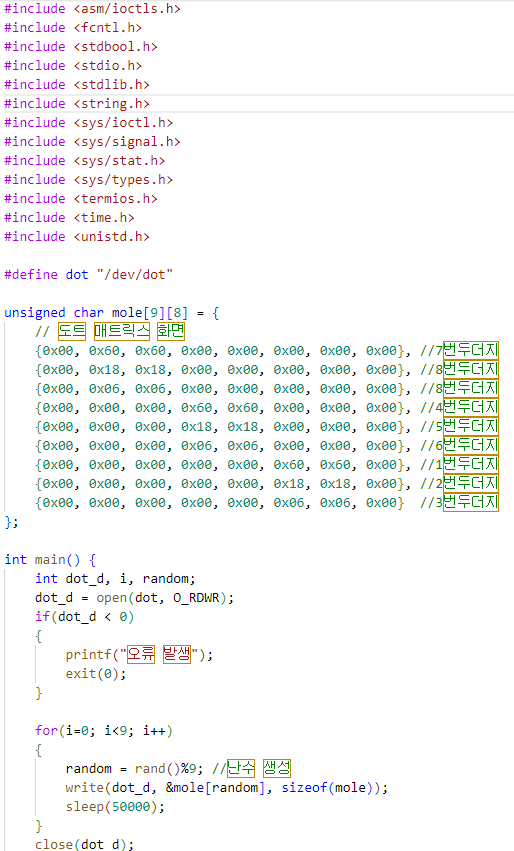 #include <asm/ioctls.h>
#include <fcntl.h>
#include <stdbool.h>
#include <stdio.h>
#include <stdlib.h>
#include <string.h>
#include <sys/ioctl.h>
#include <sys/signal.h>
#include <sys/stat.h>
#include <sys/types.h>
#include <termios.h>
#include <time.h>
#include <unistd.h>
#define dot "/dev/dot"
unsigned char mole[9][8] = {
// 도트 매트릭스 화면
{0x00, 0x60, 0x60, 0x00, 0x00, 0x00, 0x00, 0x00}, //7번두더지
{0x00, 0x18, 0x18, 0x00, 0x00, 0x00, 0x00, 0x00}, //8번두더지
{0x00, 0x06, 0x06, 0x00, 0x00, 0x00, 0x00, 0x00}, //8번두더지
{0x00, 0x00, 0x00, 0x60, 0x60, 0x00, 0x00, 0x00}, //4번두더지
{0x00, 0x00, 0x00, 0x18, 0x18, 0x00, 0x00, 0x00}, //5번두더지
{0x00, 0x00, 0x00, 0x06, 0x06, 0x00, 0x00, 0x00}, //6번두더지
{0x00, 0x00, 0x00, 0x00, 0x00, 0x60, 0x60, 0x00}, //1번두더지
{0x00, 0x00, 0x00, 0x00, 0x00, 0x18, 0x18, 0x00}, //2번두더지
{0x00, 0x00, 0x00, 0x00, 0x00, 0x06, 0x06, 0x00} //3번두더지
};
int main() {
int dot_d, i, random;
dot_d = open(dot, O_RDWR);
if(dot_d < 0)
{
printf("오류 발생");
exit(0);
}
for(i=0; i<9; i++)
{
random = rand()%9; //난수 생성
write(dot_d, &mole[random], sizeof(mole));
sleep(50000);
}
close(dot_d);